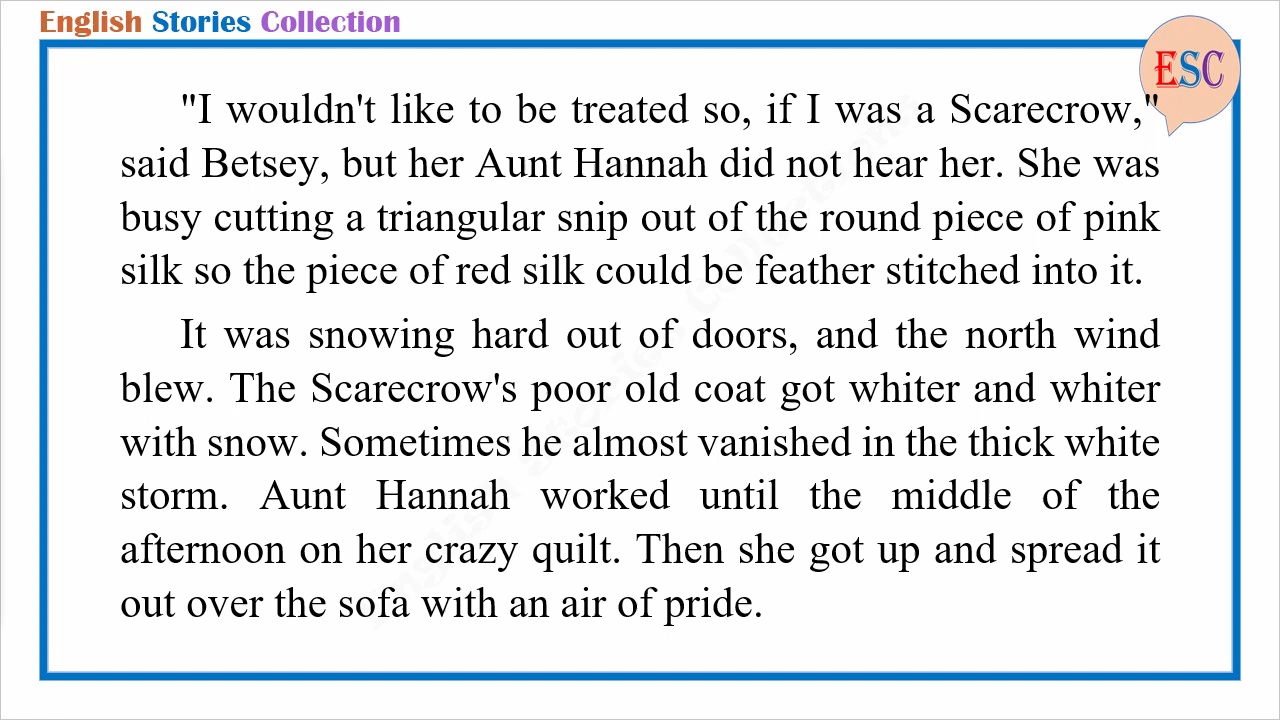 English Stories Collection
ESC
"I wouldn't like to be treated so, if I was a Scarecrow,"
said Betsey, but her Aunt Hannah did not hear her. She was
busy cutting a triangular snip out of the round piece of pink
silk so the piece of red silk could be feather stitched into it.
It was snowing hard out of doors, and the north wind
blew. The Scarecrow's poor old coat got whiter and whiter
with snow. Sometimes he almost vanished in the thick white
storm. Aunt Hannah worked until the middle of the
afternoon on her crazy quilt. Then she got up and spread it
out over the sofa with an air of pride.
English Stories Collection